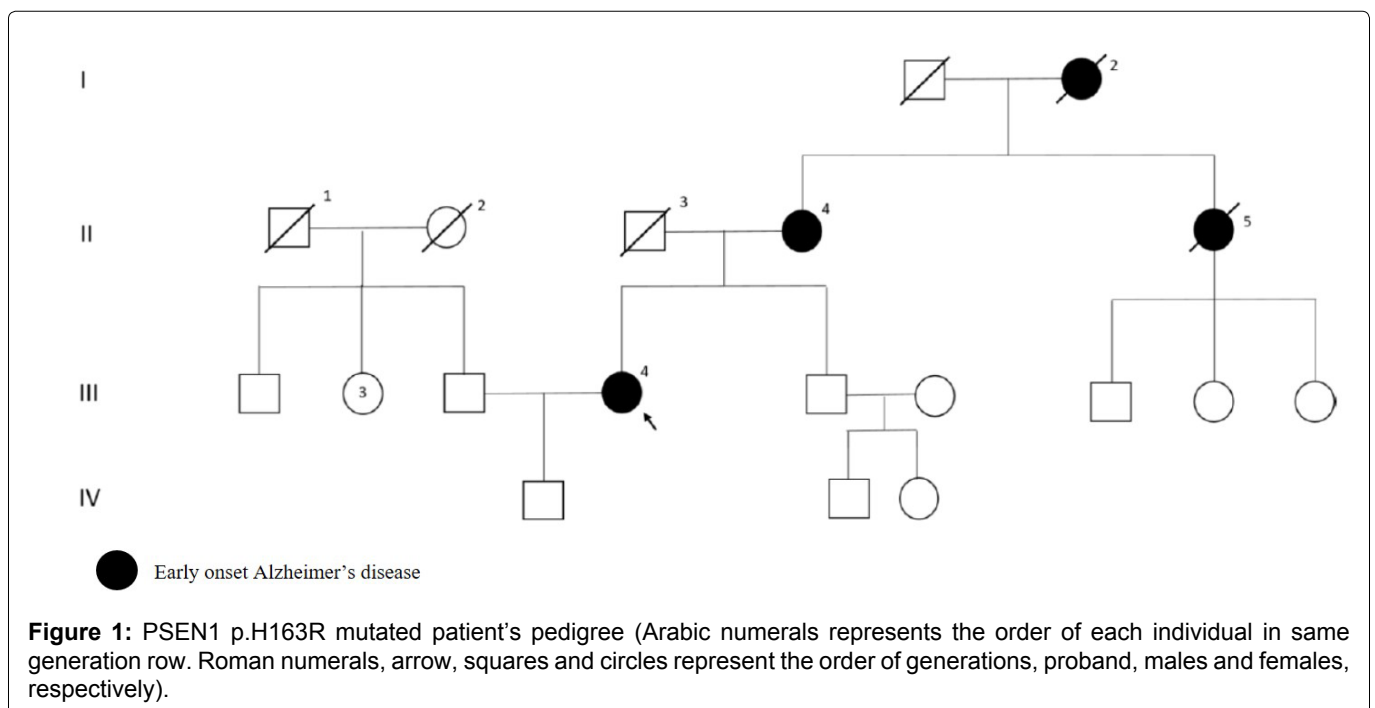 I
2
II
1
2
3
4
5
III
3
4
IV
Early onset Alzheimer's disease
Figure 1: PSEN1 p.H163R mutated patient's pedigree (Arabic numerals represents the order of each individual in same
generation row. Roman numerals, arrow, squares and circles represent the order of generations, proband, males and females,
respectively).